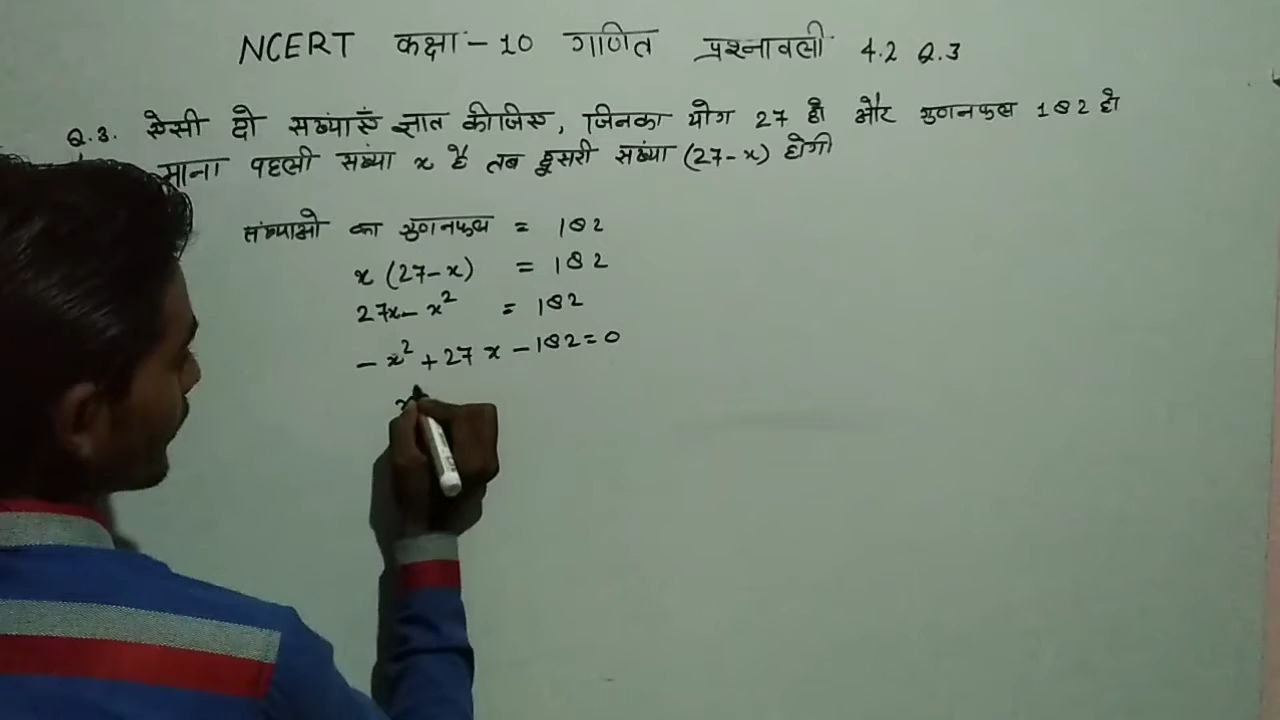 NCERT कक्षा - 10 गणित प्रश्नावली 4.2 Q.3
Q.3. ऐसी दो संख्याएँ ज्ञात कीजिए, जिनका योग 27 हो और गुणनफल 182 हो
माना पहली संख्या x है तब दूसरी संख्या (27-x) होगी
संख्याओ का गुणनफल = 182
x (27-x) = 182
27x - x² = 182
- x² + 27 x - 182 = 0